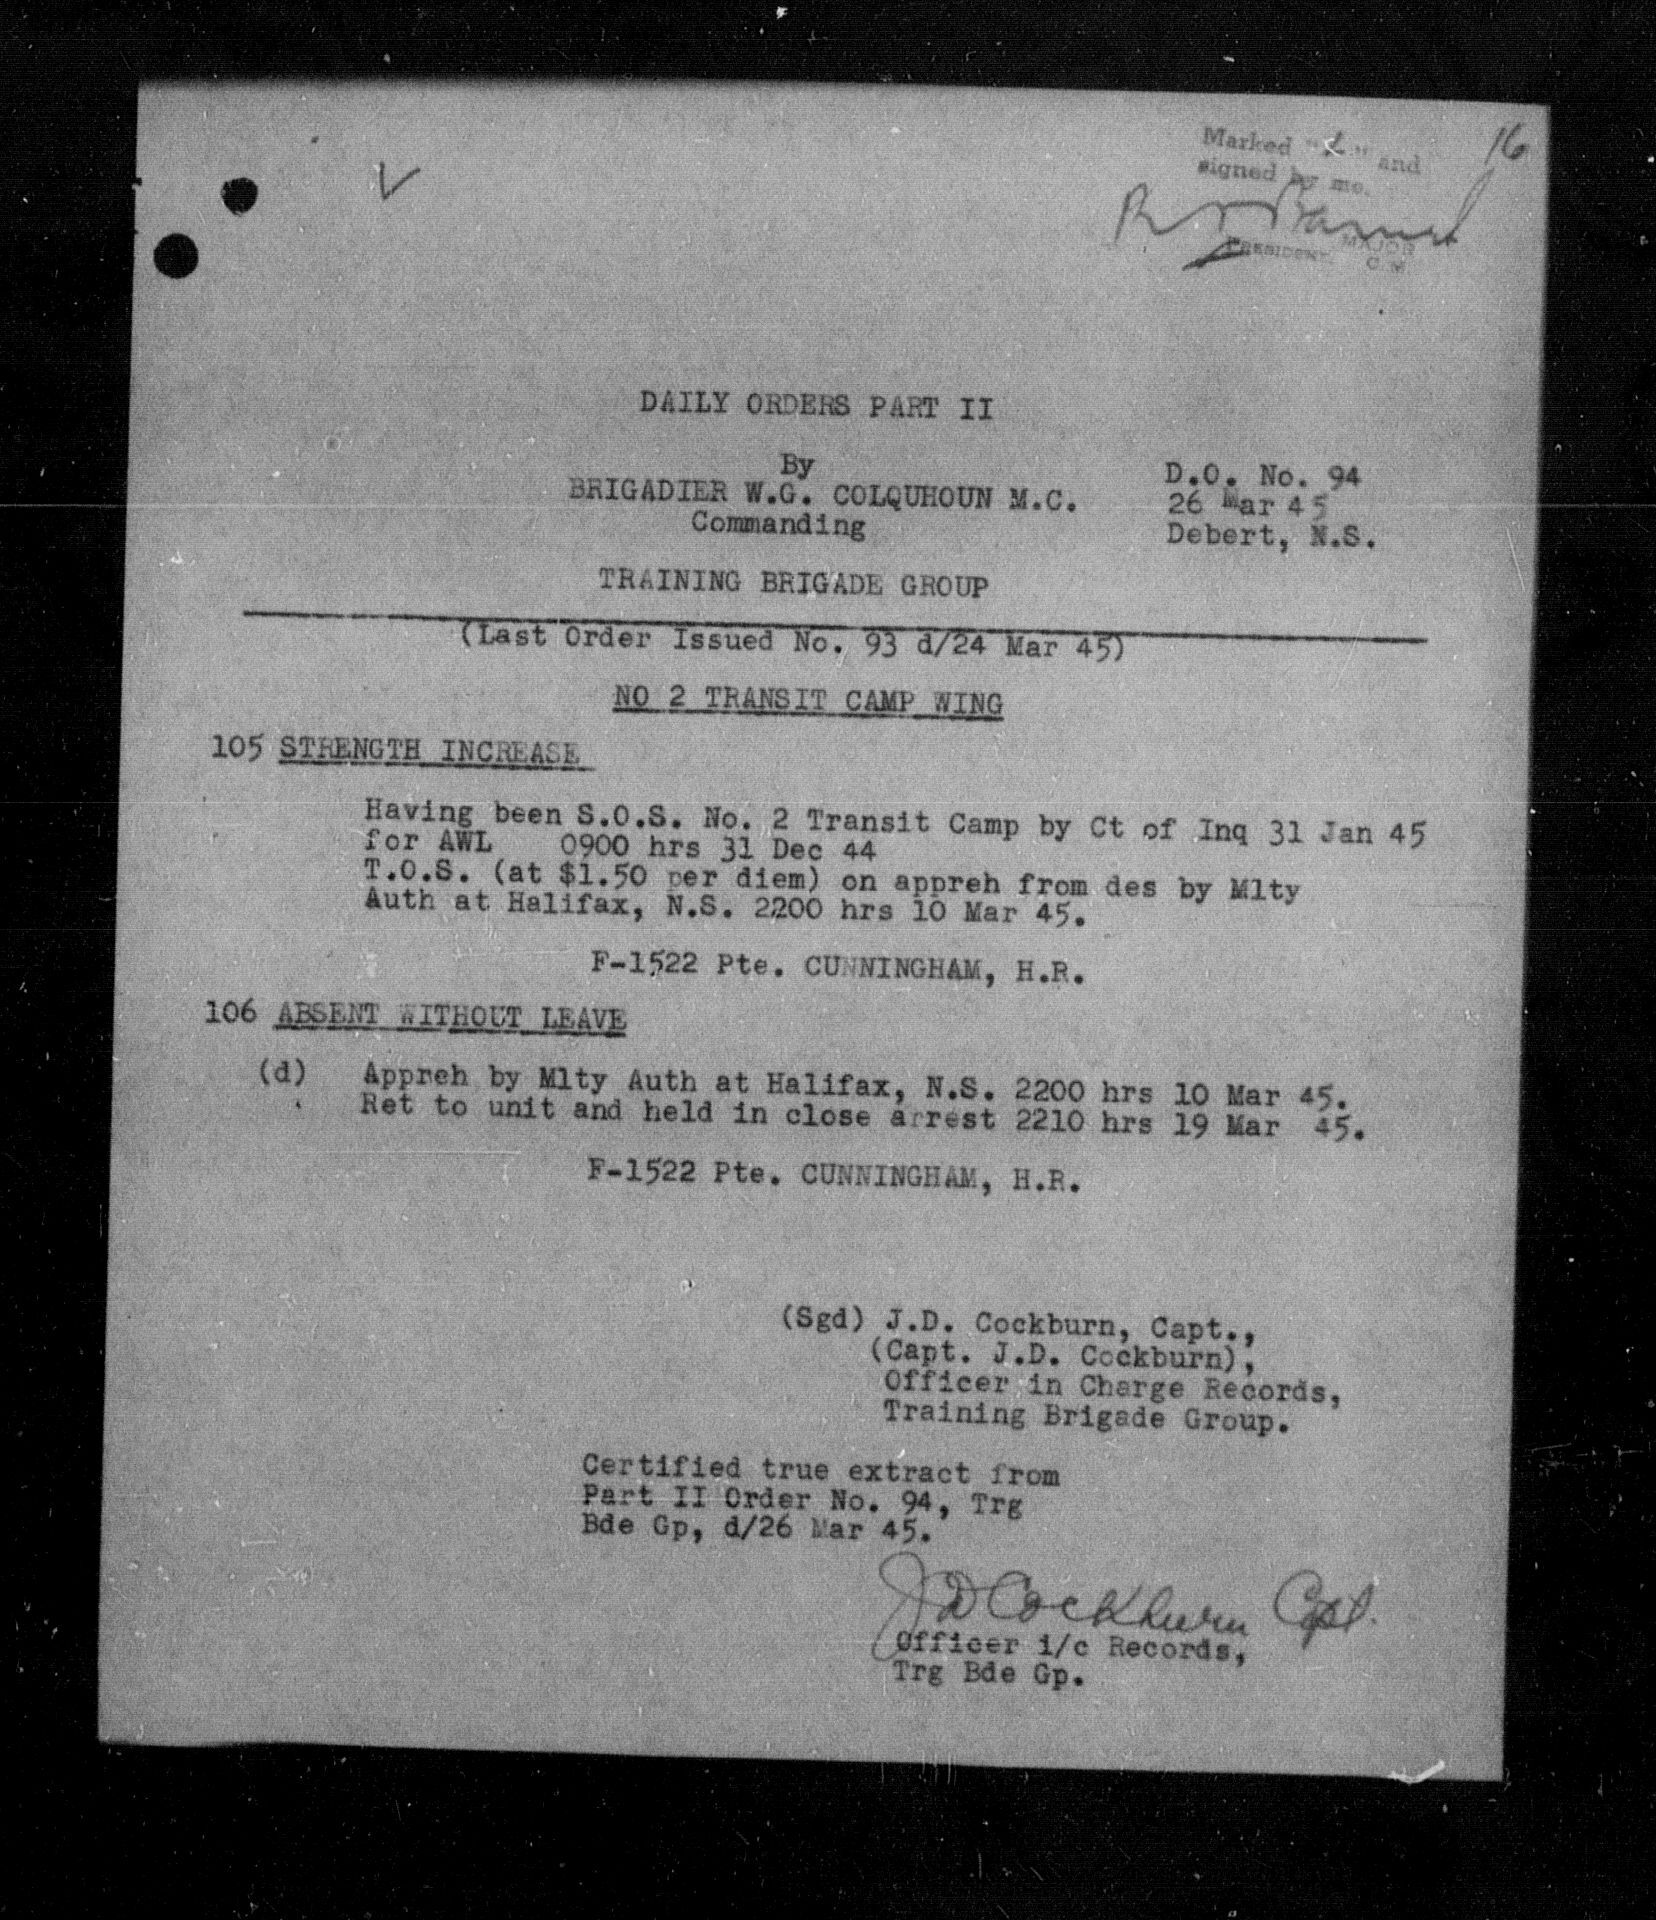 16
Marked " " and
signed by me.
MAJOR
PRESIDENT C.M.
DAILY ORDERS PART II
By
BRIGADIER W.G. COLQUHOUN M.C.
Commanding
D.O. No. 94
26 Mar 45
Debert, N.S.
TRAINING BRIGADE GROUP
(Last Order Issued No. 93 d/24 Mar 45)
NO 2 TRANSIT CAMP WING
105 STRENGTH INCREASE
Having been S.O.S. No. 2 Transit Camp by Ct of Inq 31 Jan 45
for AWL 0900 hrs 31 Dec 44
T.O.S. (at $1.50 per diem) on appreh from des by Mlty
Auth at Halifax, N.S. 2200 hrs 10 Mar 45.
F-1522 Pte. CUNNINGHAM, H.R.
106 ABSENT WITHOUT LEAVE
(d) Appreh by Mlty Auth at Halifax, N.S. 2200 hrs 10 Mar 45.
Ret to unit and held in close arrest 2210 hrs 19 Mar 45.
F-1522 Pte. CUNNINGHAM, H.R.
(Sgd) J.D. Cockburn, Capt.,
(Capt. J.D. Cockburn),
Officer in Charge Records,
Training Brigade Group.
Certified true extract from
Part II Order No. 94, Trg
Bde Gp, d/26 Mar 45.
JD Cockburn Capt.
Officer i/c Records,
Trg Bde Gp.